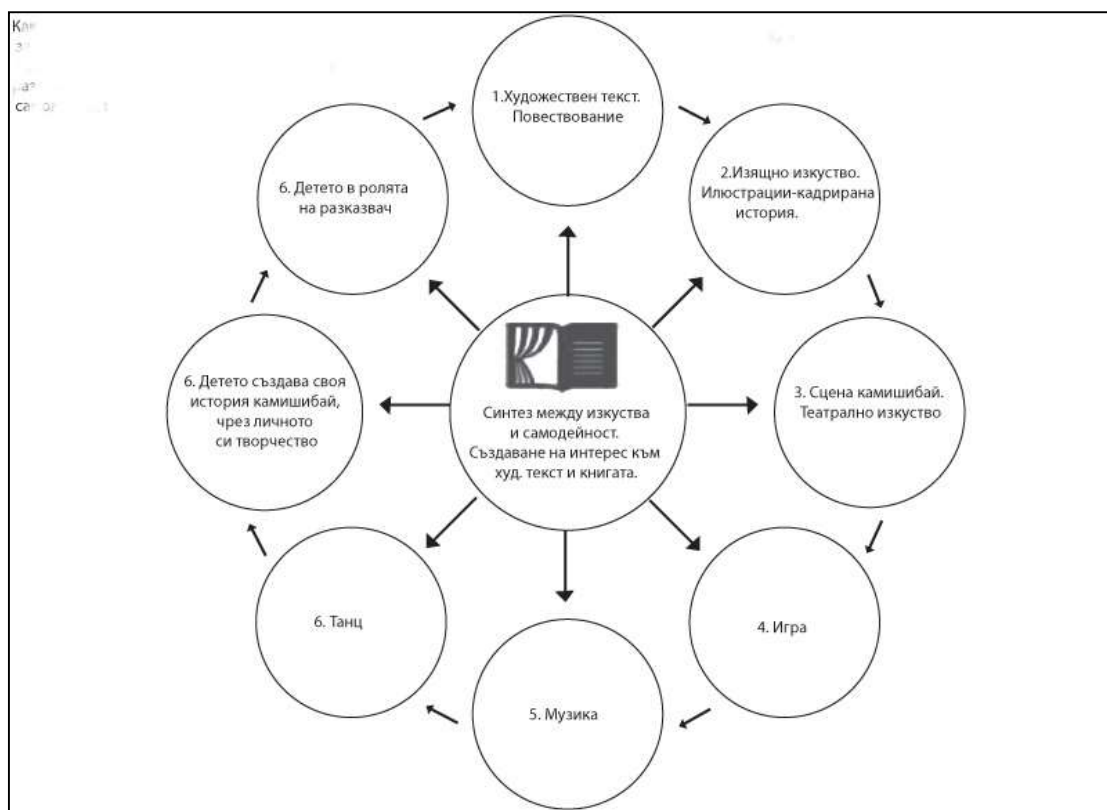 1.Художествен текст.
Повествование
2.Изящно изкуство.
Илюстрации-кадрирана
история.
3. Сцена камишибай.
Театрално изкуство
4. Игра
5. Музика
6. Танц
6. Детето създава своя
история камишибай,
чрез личното
си творчество
6. Детето в ролята
на разказвач
Синтез между изкуства
и самодейност.
Създаване на интерес към
худ. текст и книгата.